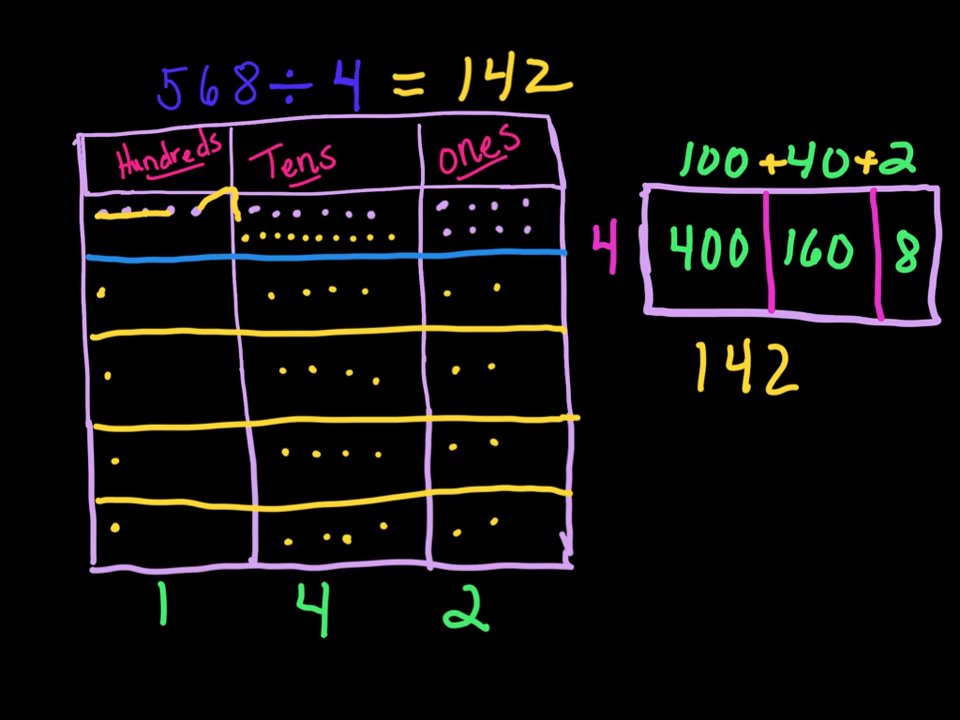 568 ÷ 4 = 142
Hundreds Tens ones
1 4 2
100 + 40 + 2
4 400 160 8
142